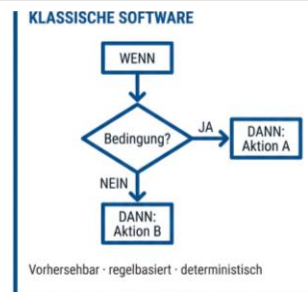 KLASSISCHE SOFTWARE
WENN
Bedingung?
JA
DANN:
Aktion A
NEIN
DANN:
Aktion B
Vorhersehbar · regelbasiert · deterministisch